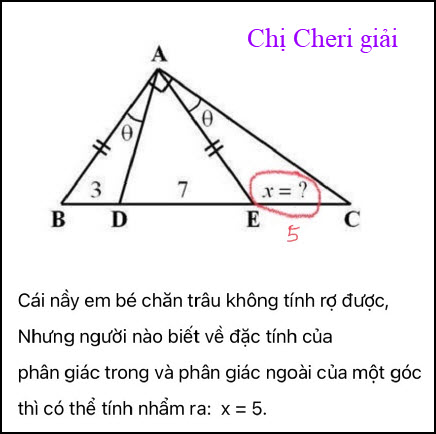 Chị Cheri giải
A
θ
θ
3
7
x = ?
B
D
E
C
5
Cái nầy em bé chăn trâu không tính rợ được,
Nhưng người nào biết về đặc tính của
phân giác trong và phân giác ngoài của một góc
thì có thể tính nhẩm ra: x = 5.